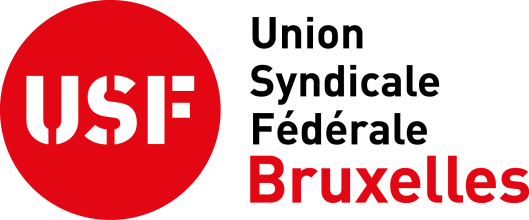 USF
Union
Syndicale
Fédérale
Bruxelles